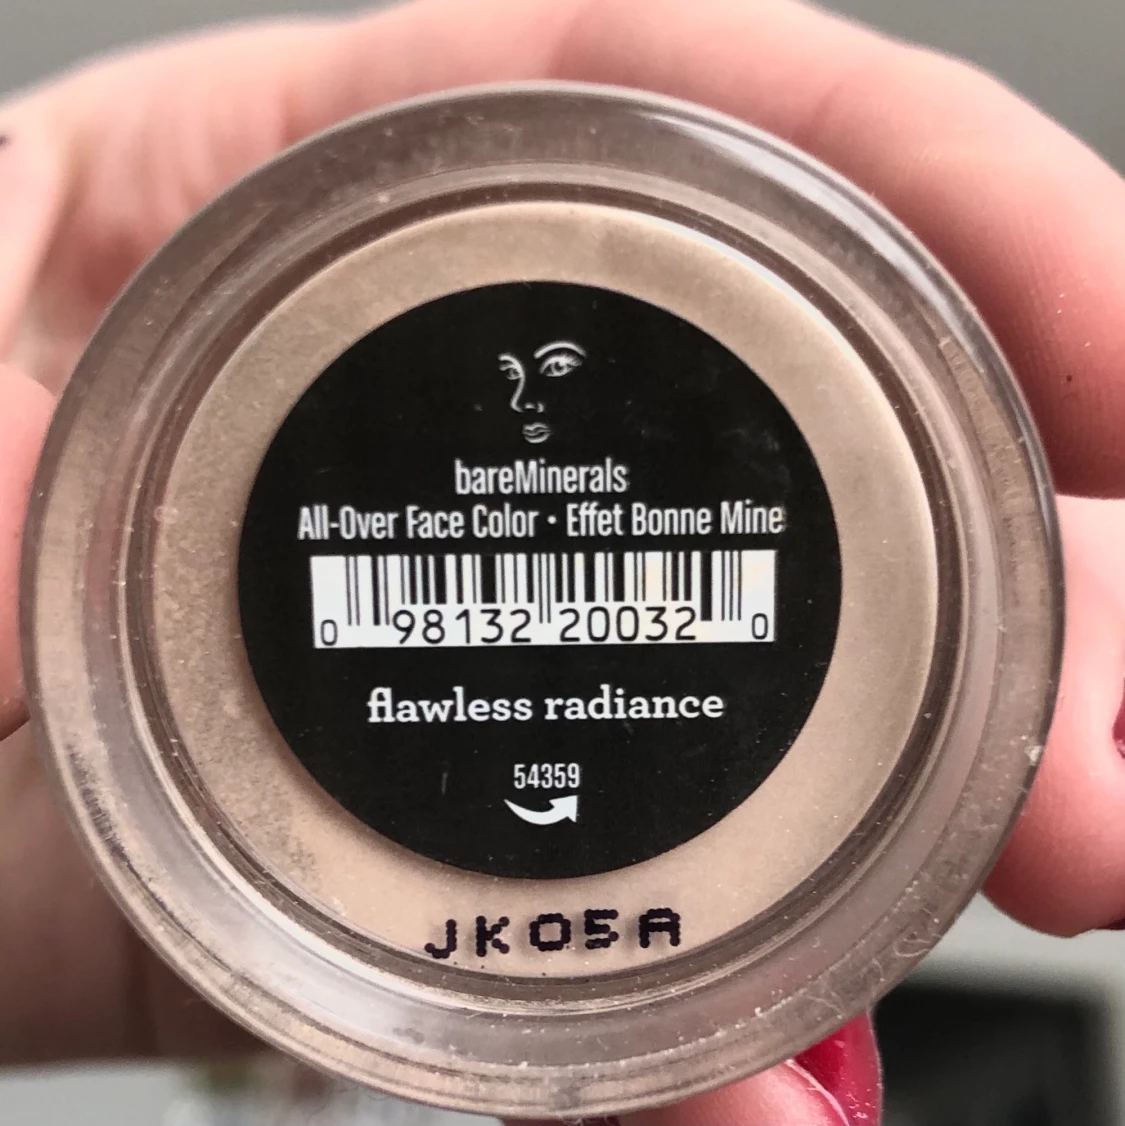 bareMinerals
All-Over Face Color • Effet Bonne Mine
0 98132 20032 0
flawless radiance
54359
JK05A